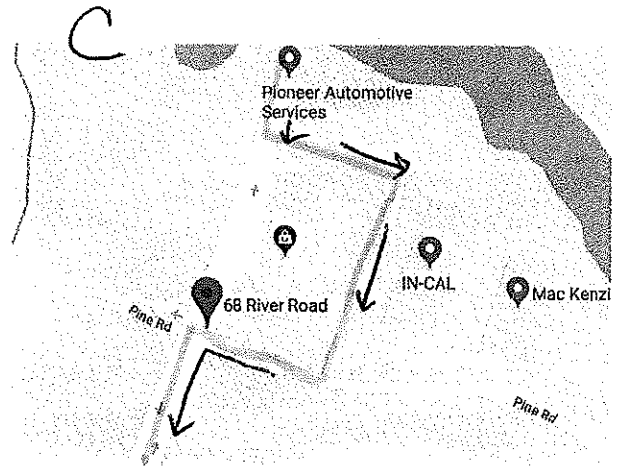 C
Pioneer Automotive
Services
IN-CAL
68 River Road
Mac Kenzi
Pine Rd
Pine Rd